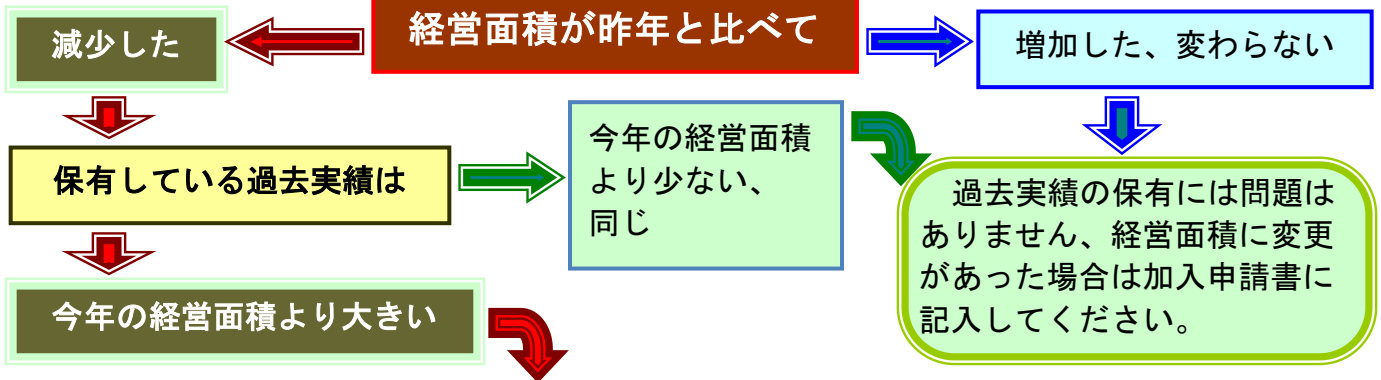 経営面積が昨年と比べて
減少した
増加した、変わらない
保有している過去実績は
今年の経営面積
より少ない、
同じ
過去実績の保有には問題は
ありません、経営面積に変更
があった場合は加入申請書に
記入してください。
今年の経営面積より大きい